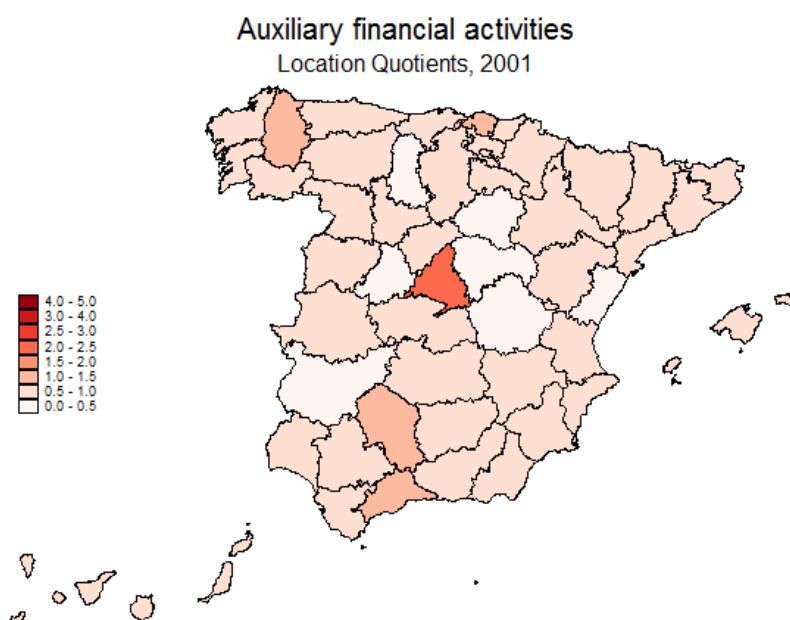 Auxiliary financial activities
Location Quotients, 2001
4.0 - 5.0
3.0 - 4.0
2.5 - 3.0
2.0 - 2.5
1.5 - 2.0
1.0 - 1.5
0.5 - 1.0
0.0 - 0.5